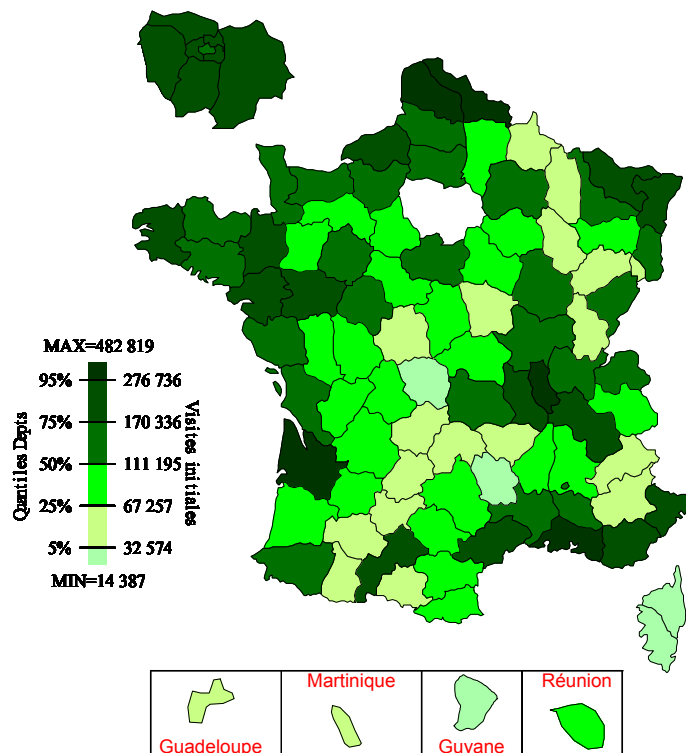 MAX=482 819
95% 276 736
75% 170 336
50% 111 195
25% 67 257
5% 32 574
MIN=14 387
Quantiles Dpts
Visites initiales
Martinique
Réunion
Guadeloupe
Guyane